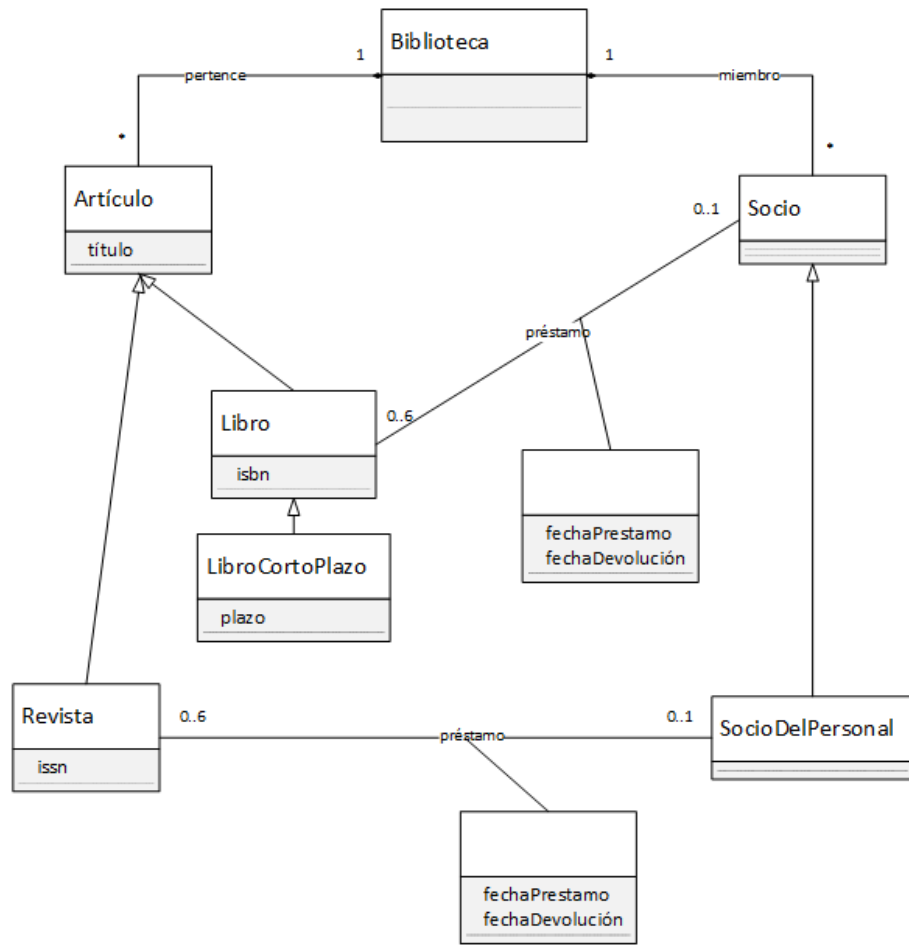 Biblioteca
1
1
pertence
miembro
*
*
Artículo
título
0..1
Socio
préstamo
Libro
isbn
0..6
fechaPrestamo
fechaDevolución
LibroCortoPlazo
plazo
Revista
issn
0..6
préstamo
0..1
SocioDelPersonal
fechaPrestamo
fechaDevolución